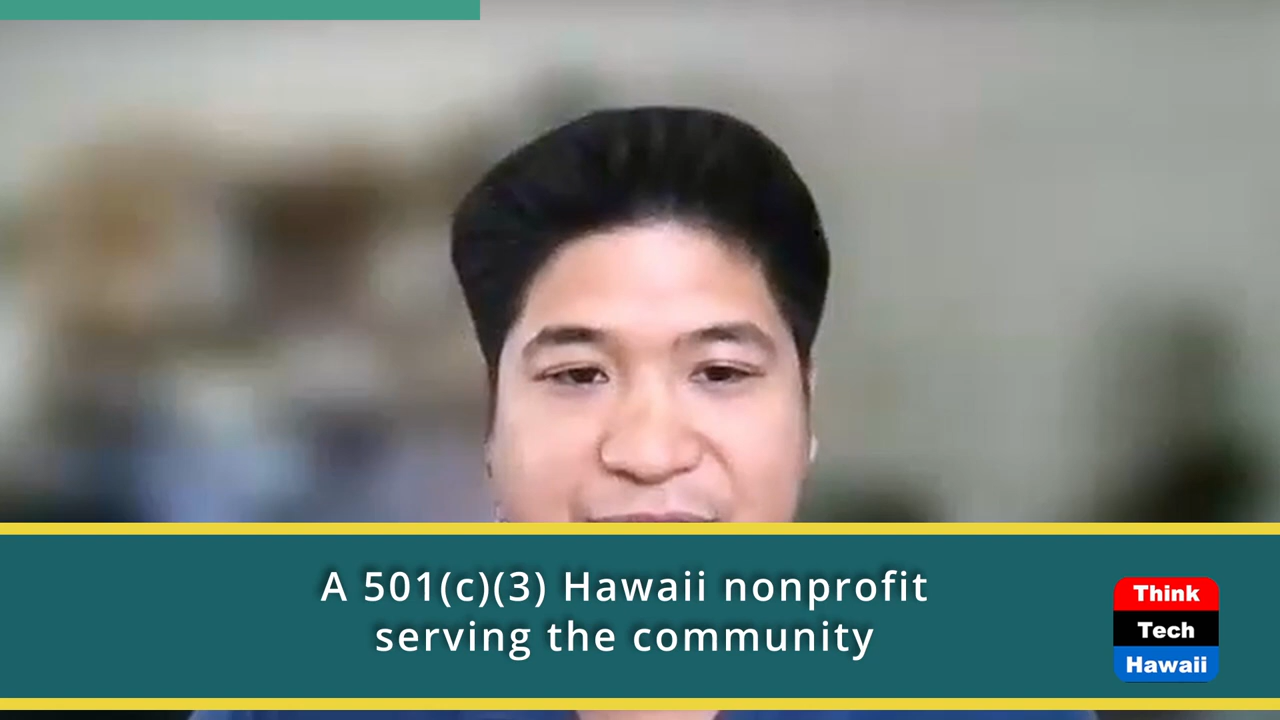 A 501(c)(3) Hawaii nonprofit
serving the community
Think
Tech
Hawaii